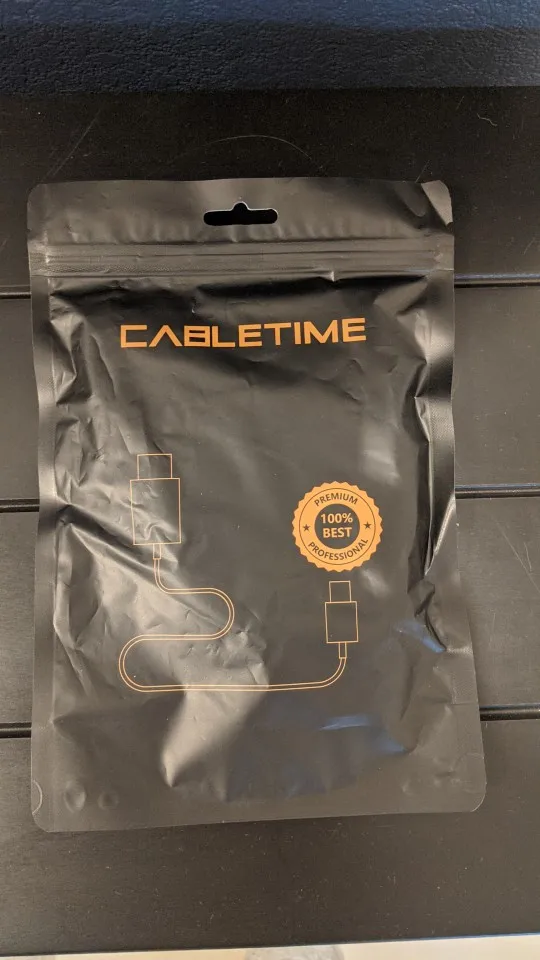 CABLETIME
PREMIUM
100%
BEST
PROFESSIONAL